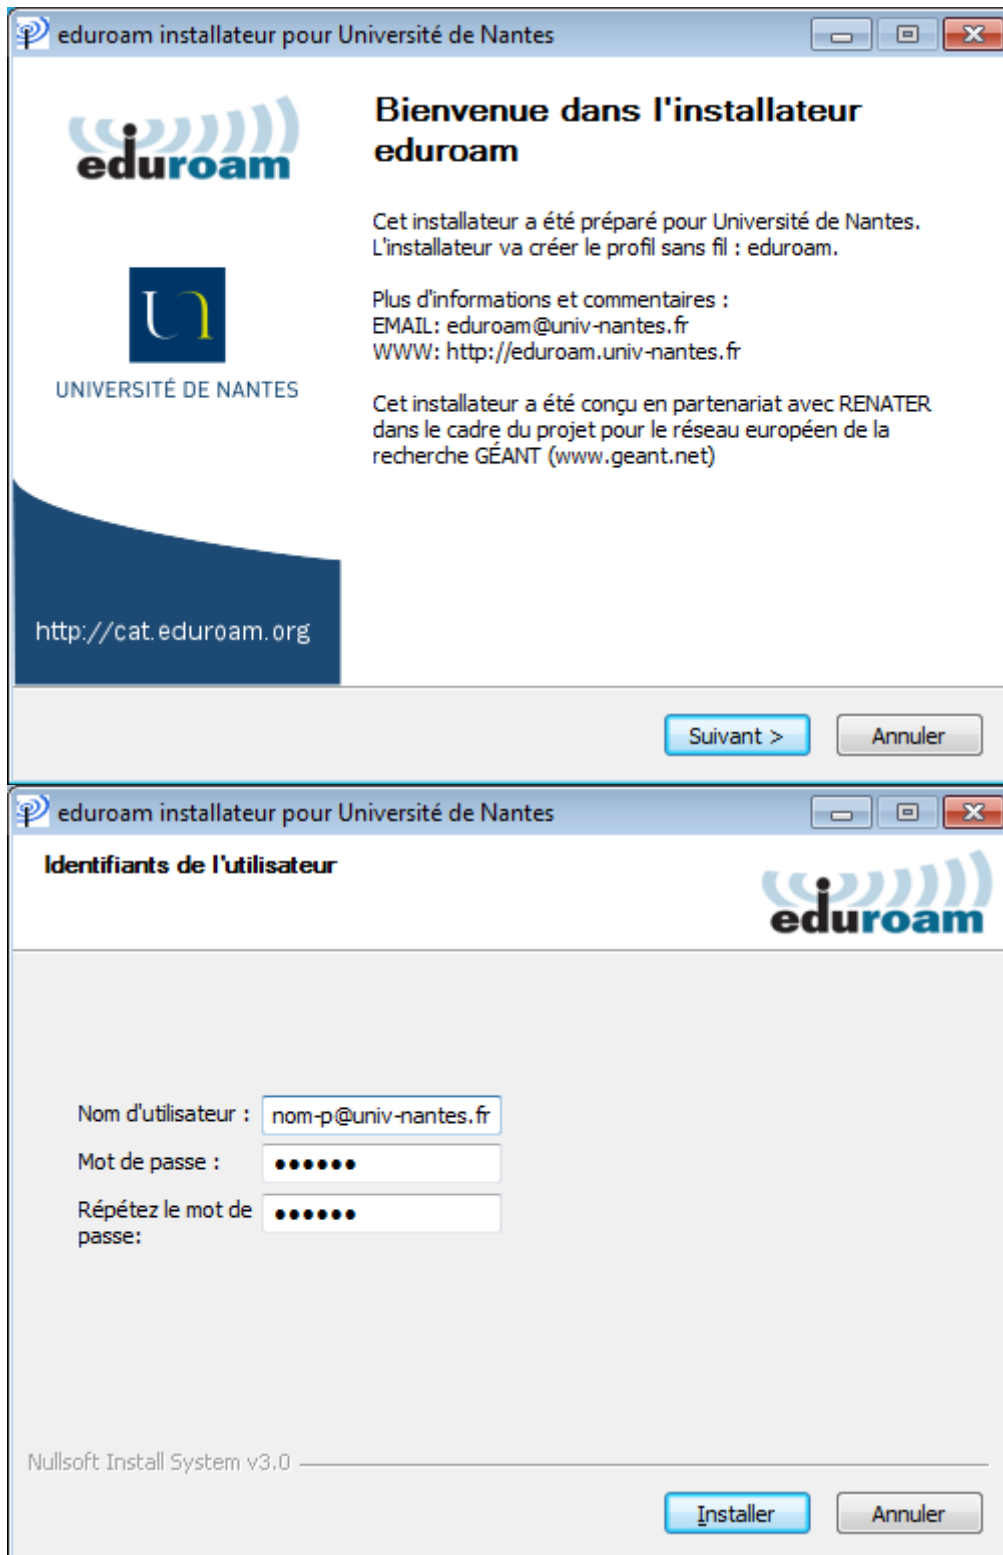 eduroam installateur pour Université de Nantes
eduroam
Bienvenue dans l'installateur
eduroam
Cet installateur a été préparé pour Université de Nantes.
L'installateur va créer le profil sans fil : eduroam.
Plus d'informations et commentaires :
EMAIL: eduroam@univ-nantes.fr
WWW: http://eduroam.univ-nantes.fr
UNIVERSITÉ DE NANTES
Cet installateur a été conçu en partenariat avec RENATER
dans le cadre du projet pour le réseau européen de la
recherche GÉANT (www.geant.net)
http://cat.eduroam.org
Suivant >
Annuler
eduroam installateur pour Université de Nantes
Identifiants de l'utilisateur
eduroam
Nom d'utilisateur : nom-p@univ-nantes.fr
Mot de passe : ●●●●●●
Répétez le mot de
passe: ●●●●●●
Nullsoft Install System v3.0
Installer
Annuler